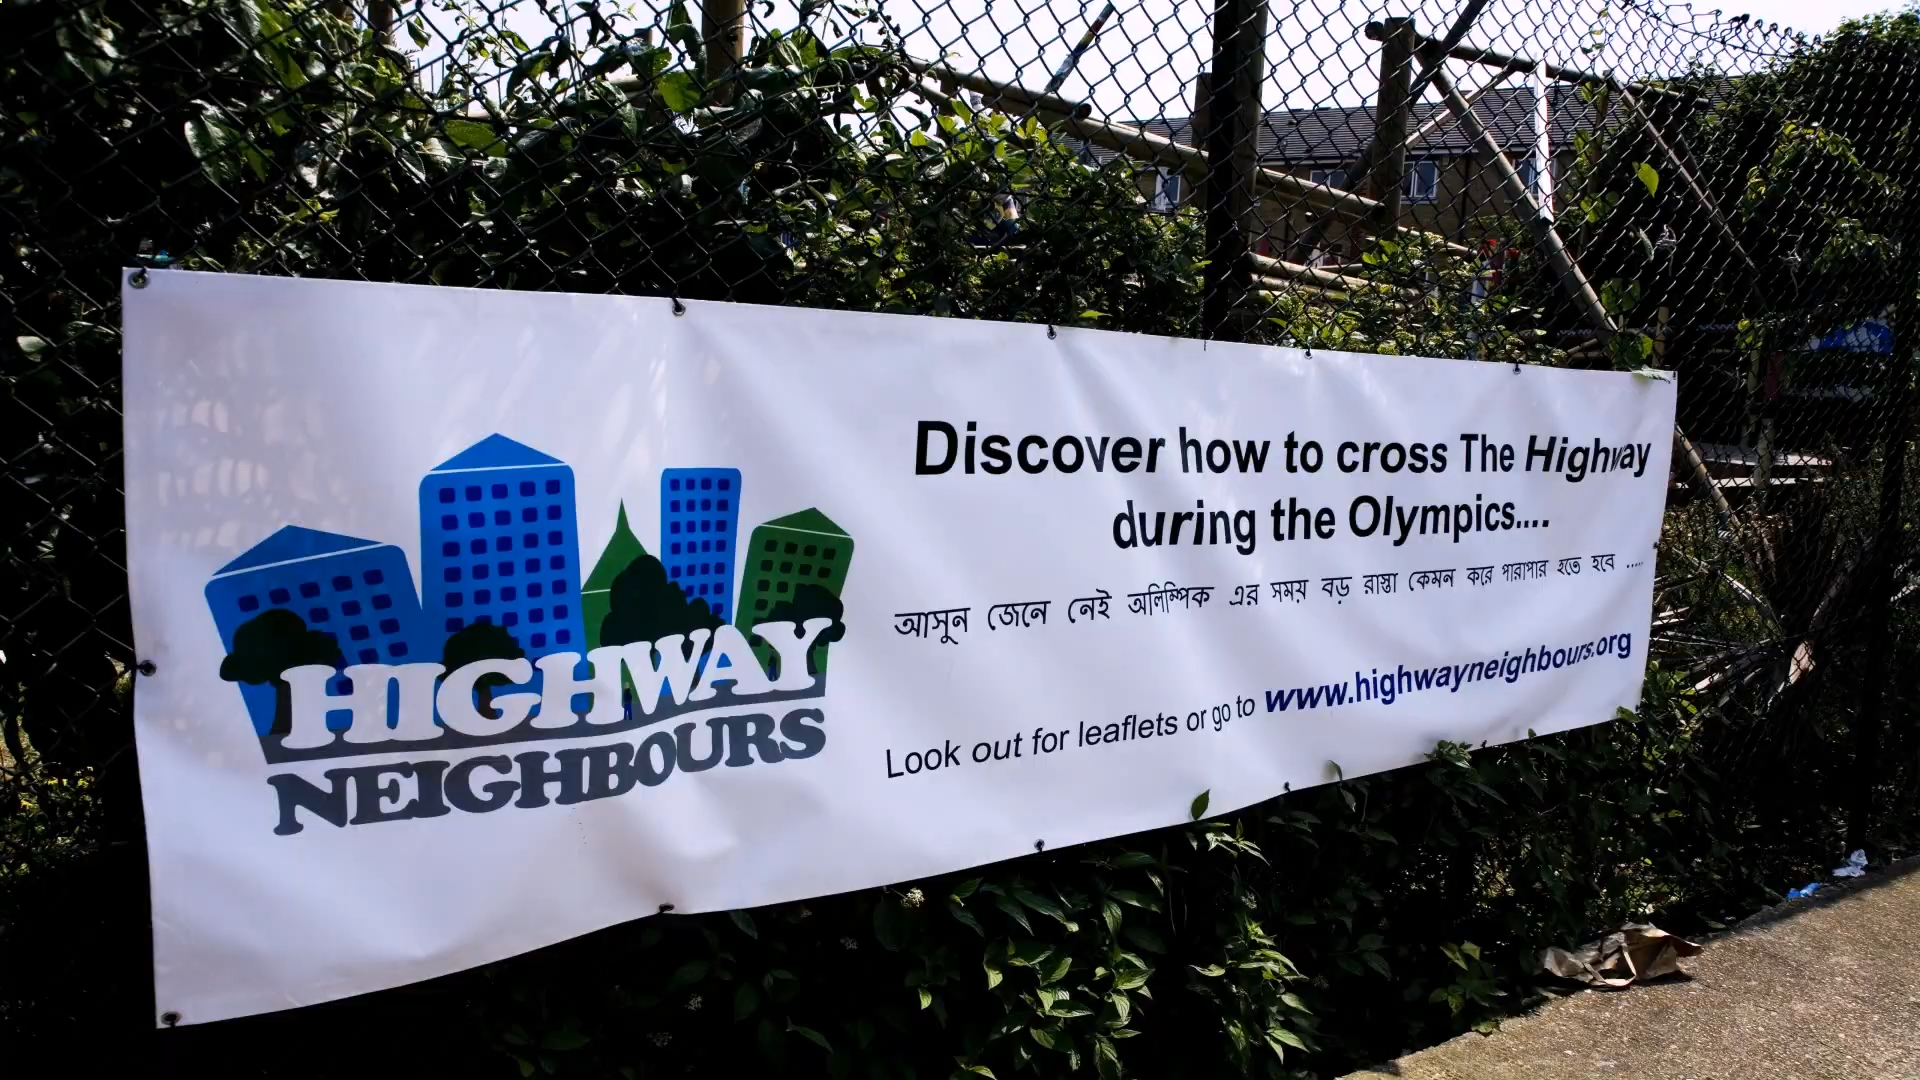 HIGHWAY
NEIGHBOURS
Discover how to cross The Highway
during the Olympics....
আসুন জেনে নেই অলিম্পিক এর সময় বড় রাস্তা কেমন করে পারাপার হতে হবে .....
Look out for leaflets or go to www.highwayneighbours.org